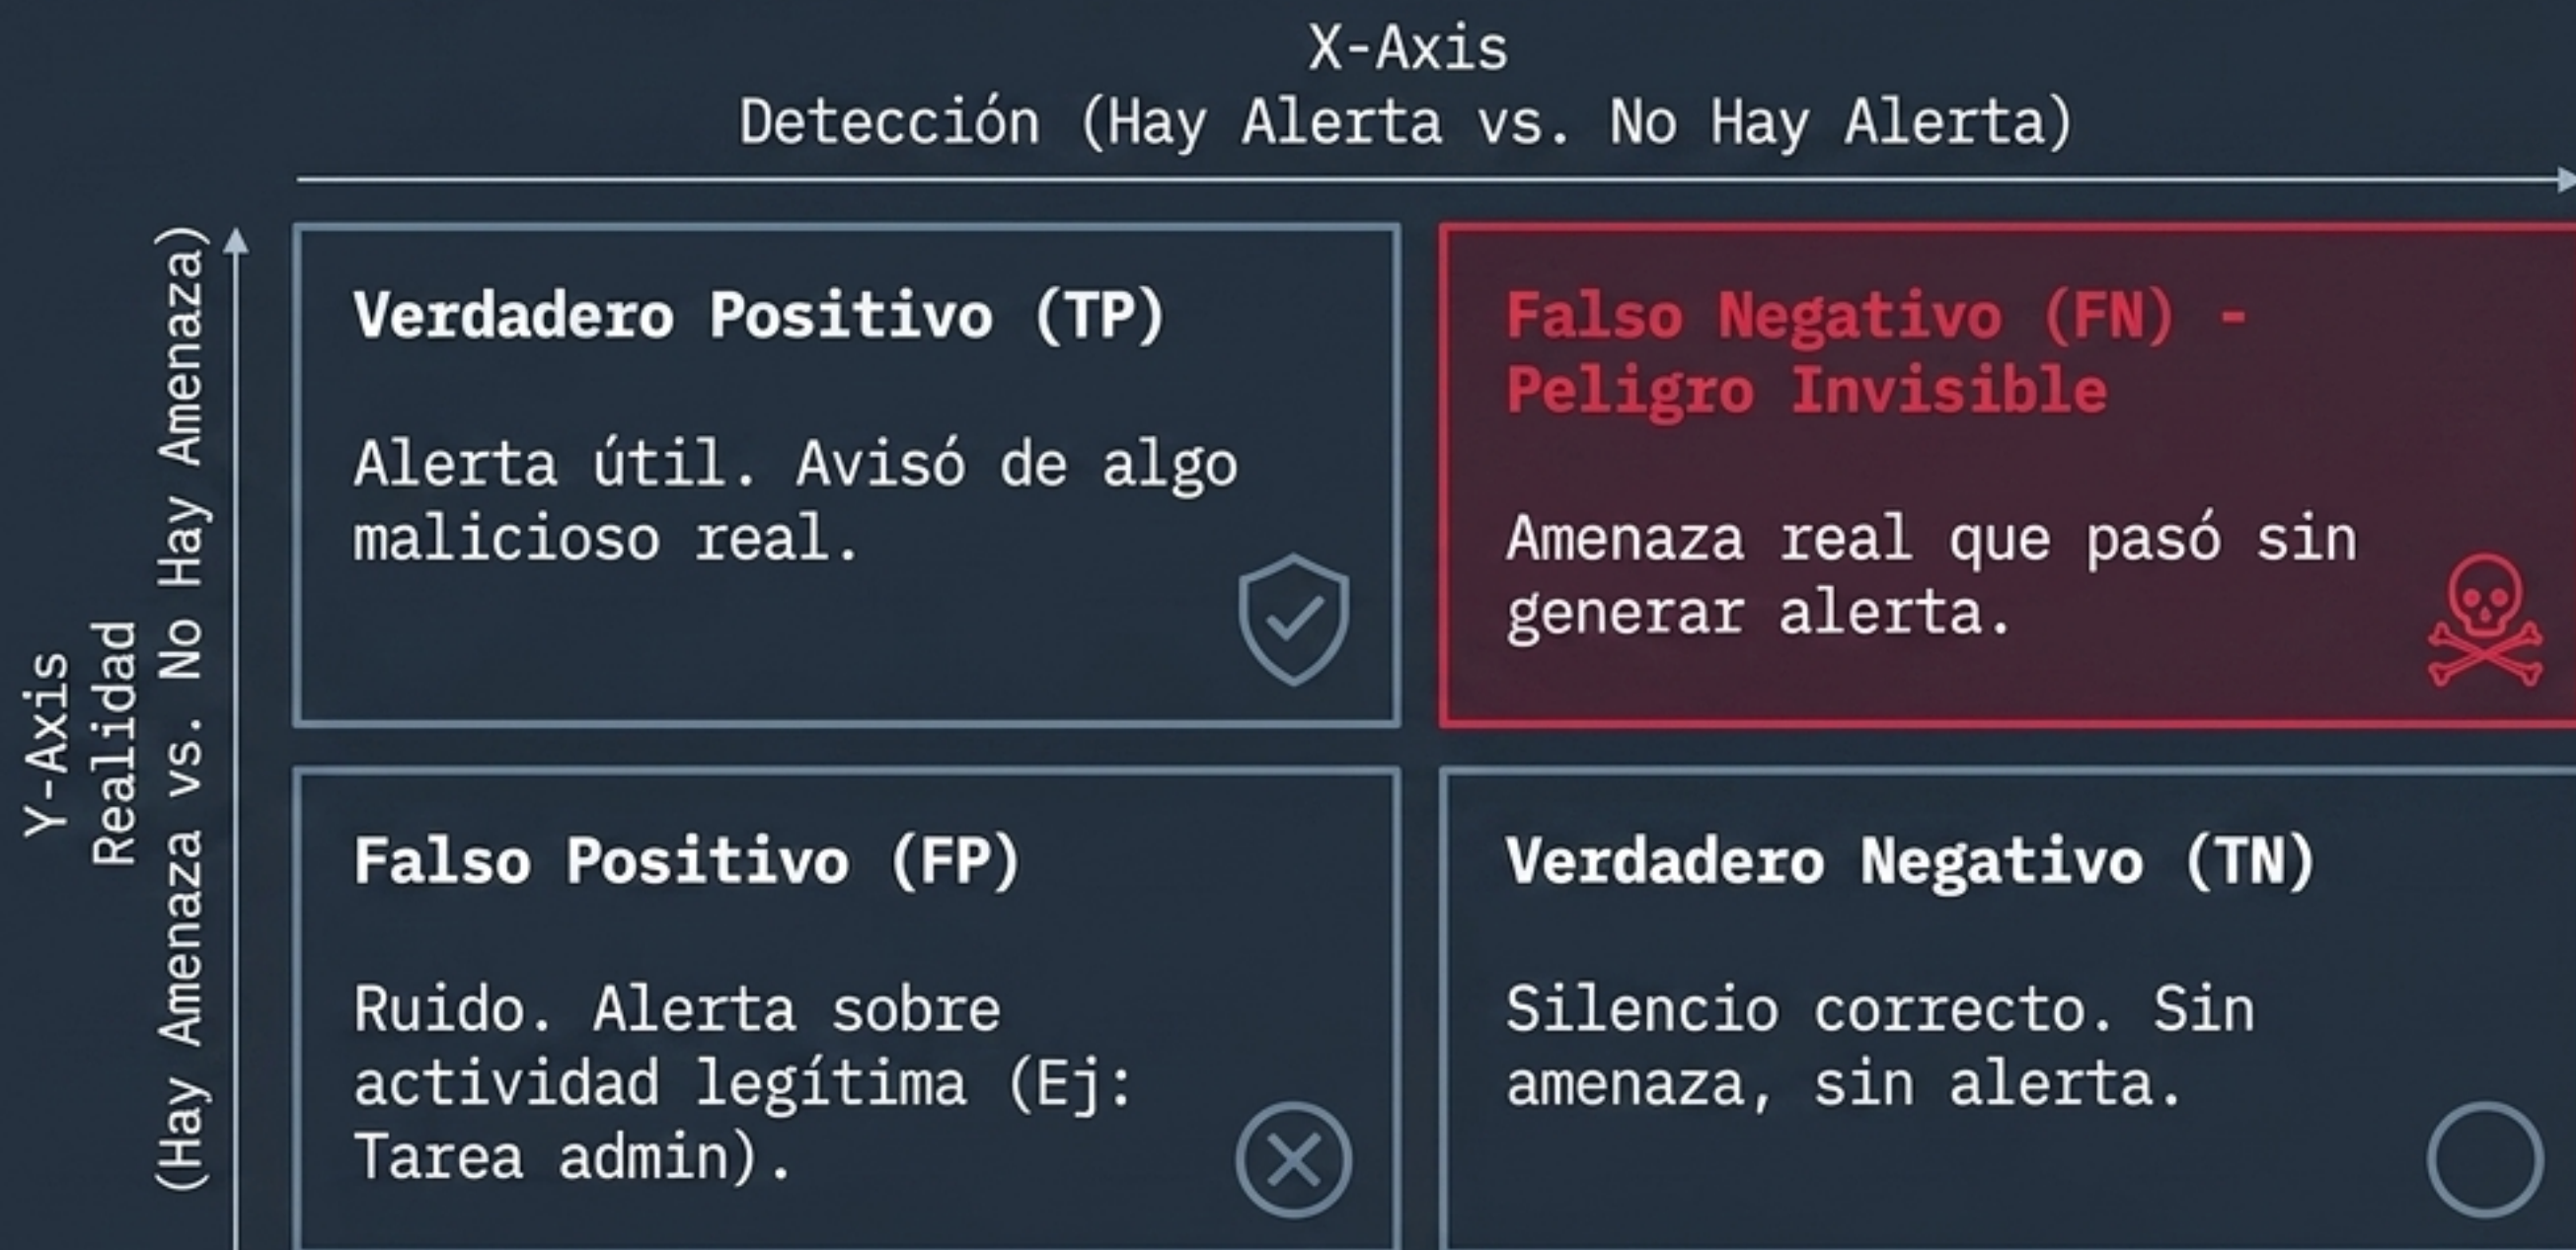 X-Axis
Detección (Hay Alerta vs. No Hay Alerta)
Y-Axis
Realidad
(Hay Amenaza vs. No Hay Amenaza)
Verdadero Positivo (TP)
Alerta útil. Avisó de algo
malicioso real.
Falso Negativo (FN) -
Peligro Invisible
Amenaza real que pasó sin
generar alerta.
Falso Positivo (FP)
Ruido. Alerta sobre
actividad legítima (Ej:
Tarea admin).
Verdadero Negativo (TN)
Silencio correcto. Sin
amenaza, sin alerta.